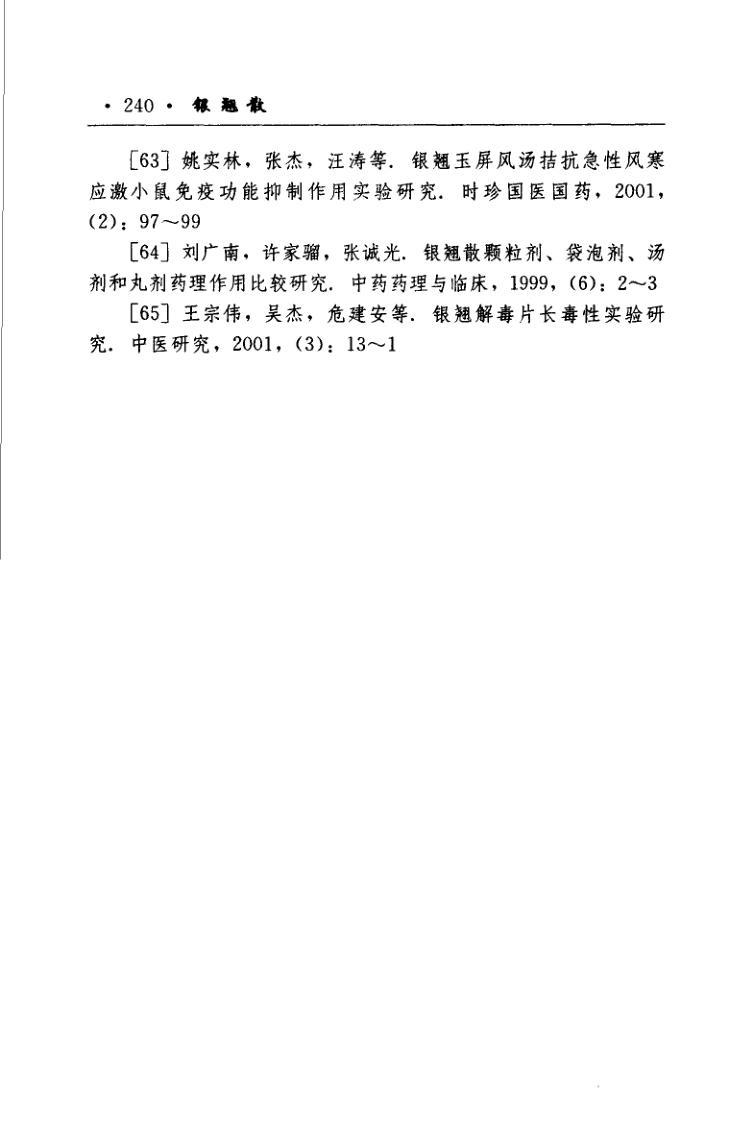 · 240 · 银翘散
[63] 姚实林，张杰，汪涛等．银翘玉屏风汤拮抗急性风寒
应激小鼠免疫功能抑制作用实验研究．时珍国医国药，2001，
(2)：97～99
[64] 刘广南，许家骝，张诚光．银翘散颗粒剂、袋泡剂、汤
剂和丸剂药理作用比较研究．中药药理与临床，1999，(6)：2～3
[65] 王宗伟，吴杰，危建安等．银翘解毒片长毒性实验研
究．中医研究，2001，(3)：13～1